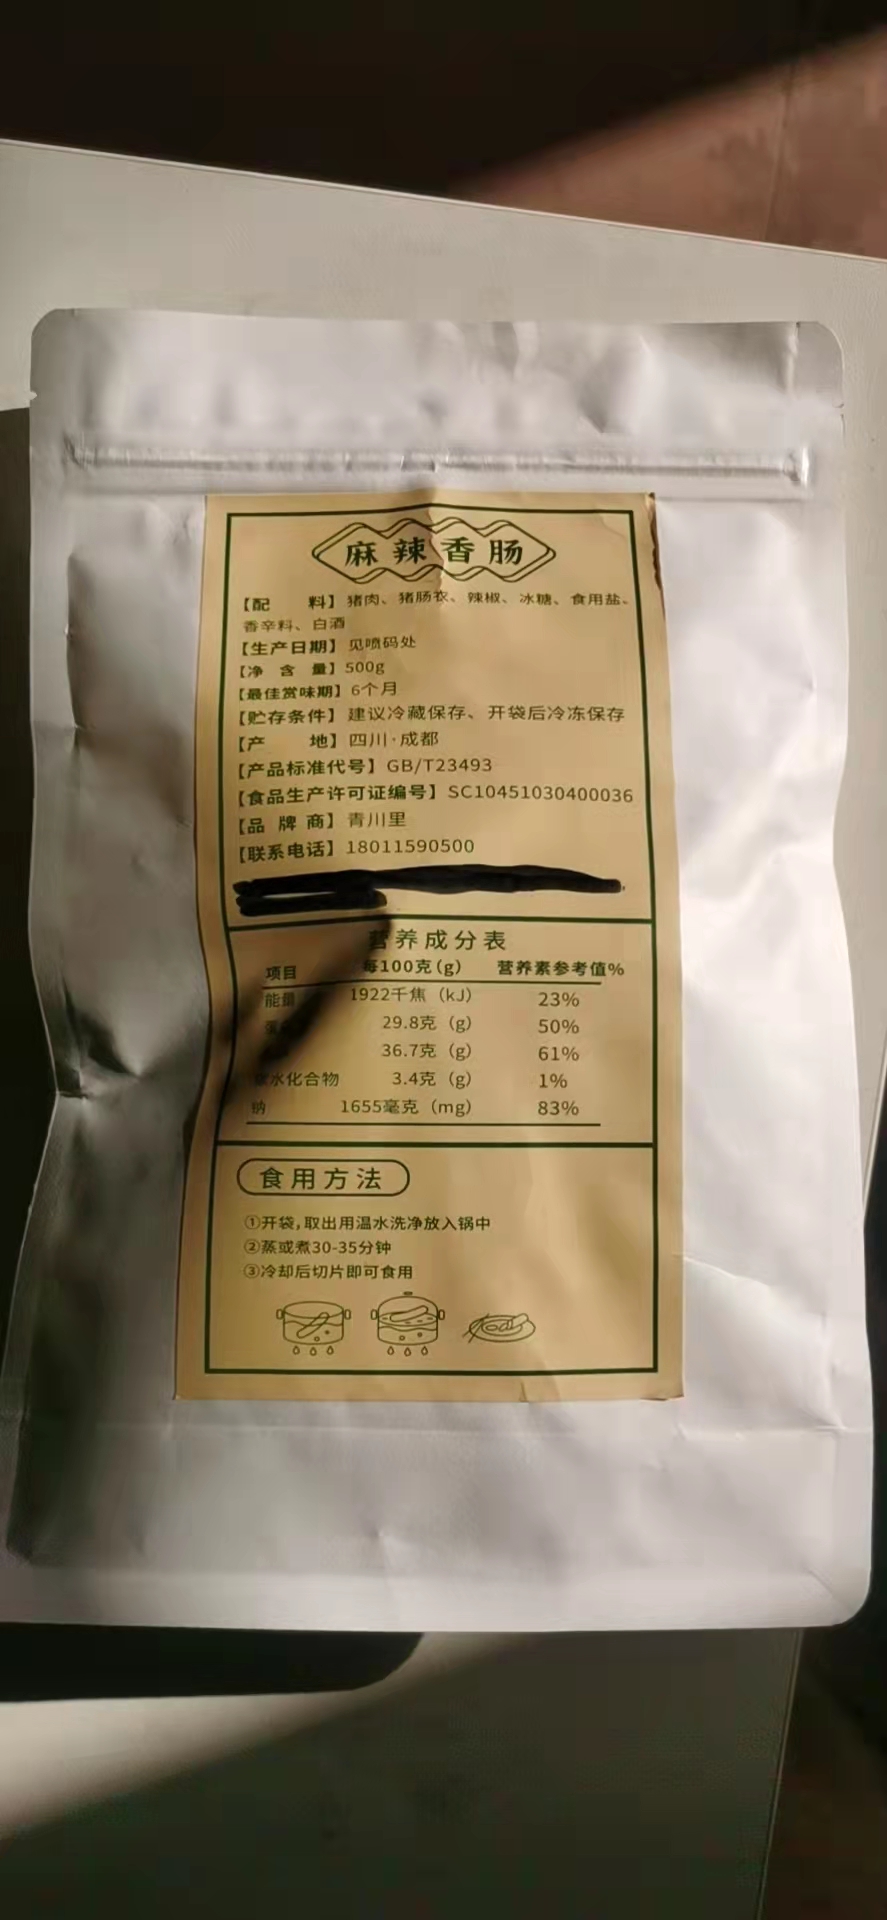 麻辣香肠
【配 料】猪肉、猪肠衣、辣椒、冰糖、食用盐、
香辛料、白酒
【生产日期】见喷码处
【净 含 量】500g
【最佳赏味期】6个月
【贮存条件】建议冷藏保存、开袋后冷冻保存
【产 地】四川·成都
【产品标准代号】GB/T23493
【食品生产许可证编号】SC10451030400036
【品 牌 商】青川里
【联系电话】18011590500
营养成分表
项目 每100克(g) 营养素参考值%
能量 1922千焦（kJ） 23%
29.8克（g） 50%
36.7克（g） 61%
水化合物 3.4克（g） 1%
钠 1655毫克（mg） 83%
食用方法
①开袋,取出用温水洗净放入锅中
②蒸或煮30-35分钟
③冷却后切片即可食用